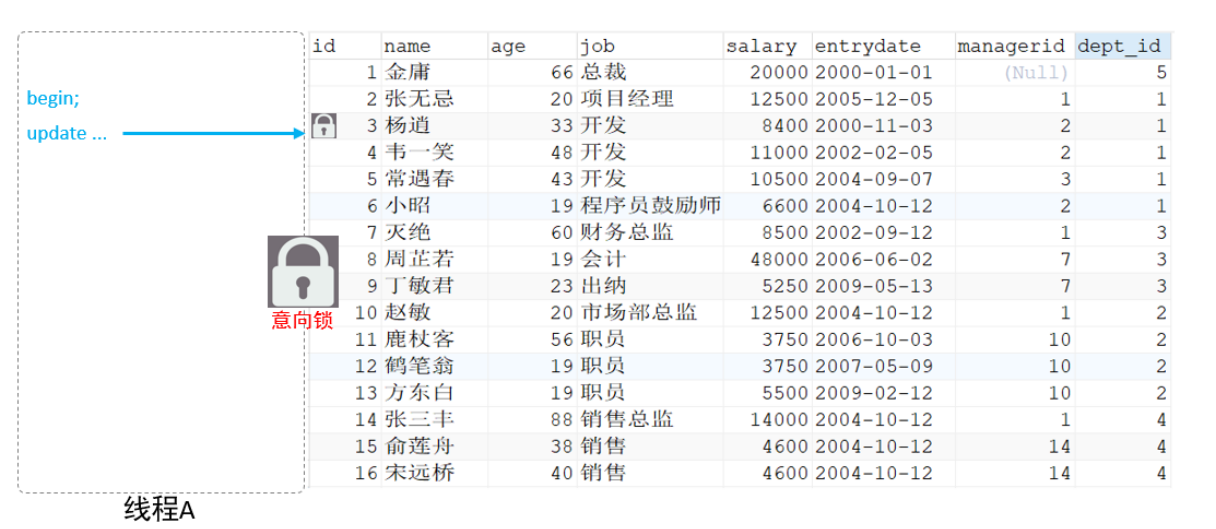 id name age job salary entrydate managerid dept_id
1 金庸 66 总裁 20000 2000-01-01 (Null) 5
begin;
2 张无忌 20 项目经理 12500 2005-12-05 1 1
update ...
3 杨逍 33 开发 8400 2000-11-03 2 1
4 韦一笑 48 开发 11000 2002-02-05 2 1
5 常遇春 43 开发 10500 2004-09-07 3 1
6 小昭 19 程序员鼓励师 6600 2004-10-12 2 1
7 灭绝 60 财务总监 8500 2002-09-12 1 3
8 周芷若 19 会计 48000 2006-06-02 7 3
9 丁敏君 23 出纳 5250 2009-05-13 7 3
意向锁
10 赵敏 20 市场部总监 12500 2004-10-12 1 2
11 鹿杖客 56 职员 3750 2006-10-03 10 2
12 鹤笔翁 19 职员 3750 2007-05-09 10 2
13 方东白 19 职员 5500 2009-02-12 10 2
14 张三丰 88 销售总监 14000 2004-10-12 1 4
15 俞莲舟 38 销售 4600 2004-10-12 14 4
16 宋远桥 40 销售 4600 2004-10-12 14 4
线程A